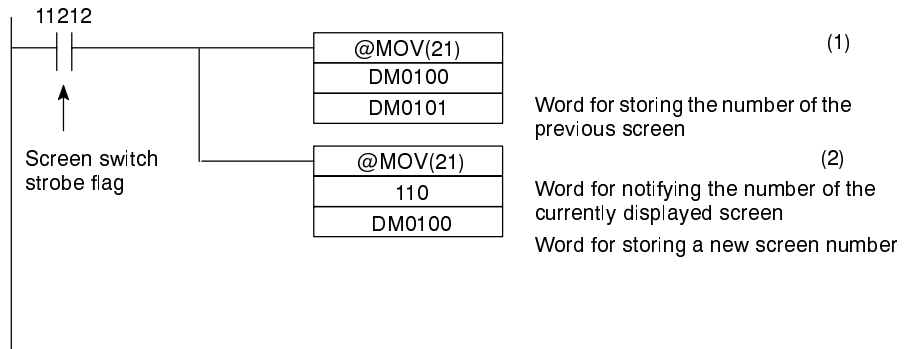 11212
@MOV(21)
(1)
DM0100
DM0101
Word for storing the number of the
previous screen
Screen switch
strobe flag
@MOV(21)
(2)
110
Word for notifying the number of the
currently displayed screen
DM0100
Word for storing a new screen number